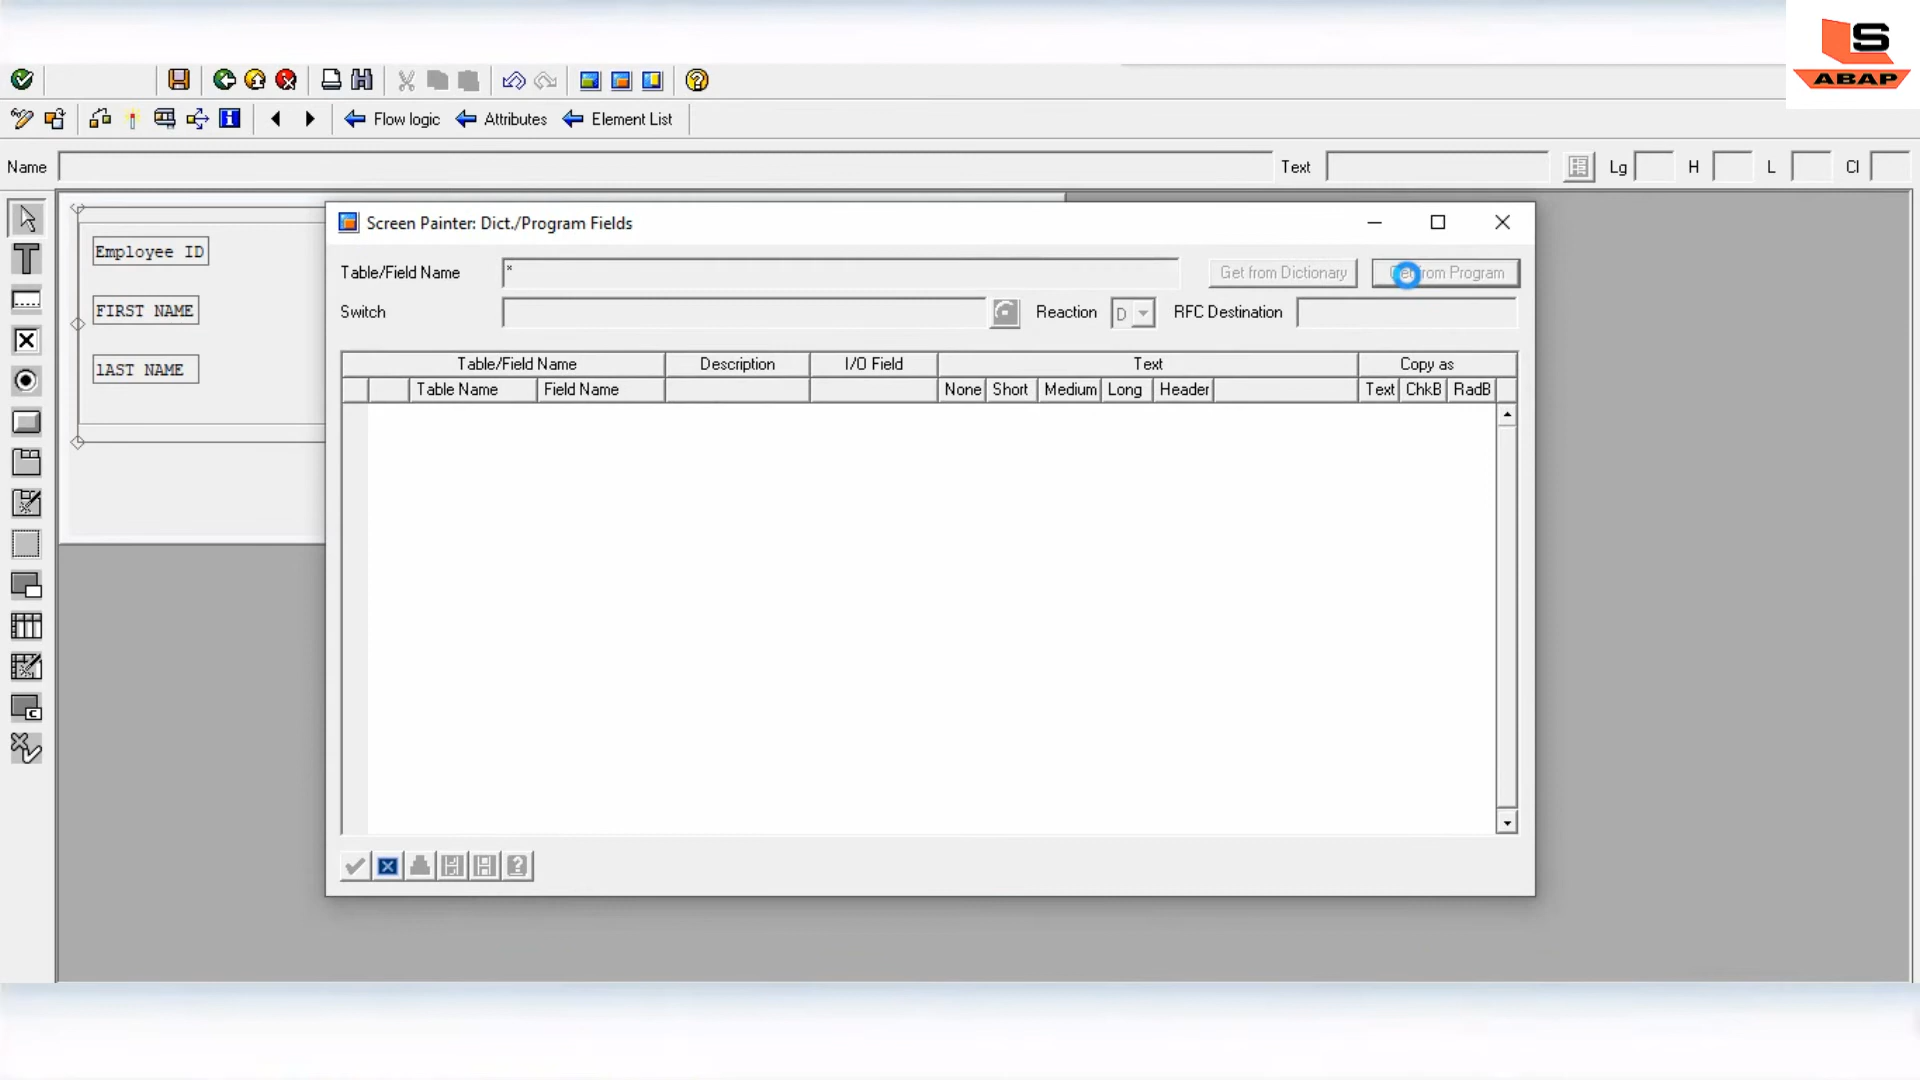 LS
ABAP
Flow logic
Attributes
Element List
Name
Text
Lg
H
L
Cl
Employee ID
FIRST NAME
lAST NAME
Screen Painter: Dict./Program Fields
Table/Field Name
*
Get from Dictionary
from Program
Switch
Reaction
D
RFC Destination
Table/Field Name
Description
I/O Field
Text
Copy as
Table Name
Field Name
None
Short
Medium
Long
Header
Text
ChkB
RadB